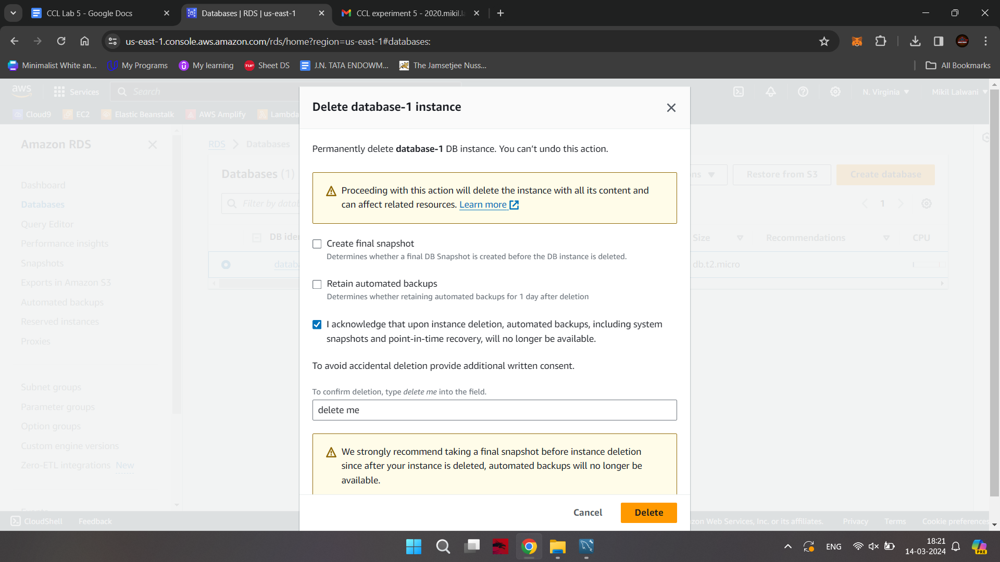 CCL Lab 5 - Google Docs
Databases | RDS | us-east-1
CCL experiment 5 - 2020.mikil.la
us-east-1.console.aws.amazon.com/rds/home?region=us-east-1#databases:
Minimalist White an...
My Programs
My learning
TUF
Sheet DS
J.N. TATA ENDOWM...
The Jamsetjee Nuss...
All Bookmarks
aws
Services
Search
N. Virginia
Mikil Lalwani
Cloud9
EC2
Elastic Beanstalk
AWS Amplify
Lambda
Amazon RDS
Dashboard
Databases
Query Editor
Performance insights
Snapshots
Exports in Amazon S3
Automated backups
Reserved instances
Proxies
Subnet groups
Parameter groups
Option groups
Custom engine versions
Zero-ETL integrations New
RDS
Databases
Databases (1)
Restore from S3
Create database
Filter by datab
1
DB iden
Size
Recommendations
CPU
databa
db.t2.micro
Delete database-1 instance
Permanently delete database-1 DB instance. You can't undo this action.
Proceeding with this action will delete the instance with all its content and
can affect related resources. Learn more
Create final snapshot
Determines whether a final DB Snapshot is created before the DB instance is deleted.
Retain automated backups
Determines whether retaining automated backups for 1 day after deletion
I acknowledge that upon instance deletion, automated backups, including system
snapshots and point-in-time recovery, will no longer be available.
To avoid accidental deletion provide additional written consent.
To confirm deletion, type delete me into the field.
delete me
We strongly recommend taking a final snapshot before instance deletion
since after your instance is deleted, automated backups will no longer be
available.
Cancel
Delete
CloudShell
Feedback
zon Web Services, Inc. or its affiliates.
Privacy
Terms
Cookie preferences
ENG
18:21
14-03-2024
PRE